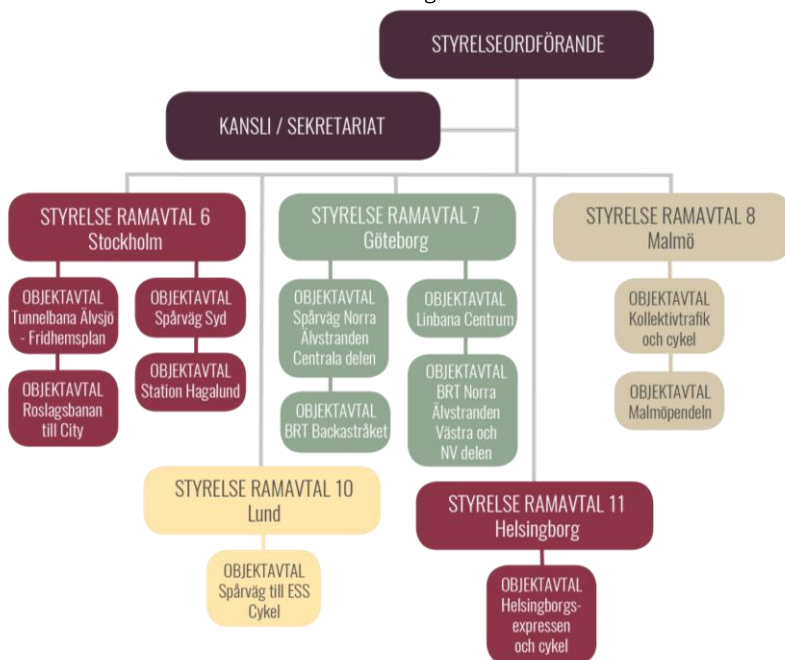 STYRELSEORDFÖRANDE
KANSLI / SEKRETARIAT
STYRELSE RAMAVTAL 6
Stockholm
OBJEKTAVTAL
Tunnelbana Älvsjö
- Fridhemsplan
OBJEKTAVTAL
Roslagsbanan
till City
OBJEKTAVTAL
Spårväg Syd
OBJEKTAVTAL
Station Hagalund
STYRELSE RAMAVTAL 7
Göteborg
OBJEKTAVTAL
Spårväg Norra
Älvstranden
Centrala delen
OBJEKTAVTAL
BRT Backastråket
OBJEKTAVTAL
Linbana Centrum
OBJEKTAVTAL
BRT Norra
Älvstranden
Västra och
NV delen
STYRELSE RAMAVTAL 8
Malmö
OBJEKTAVTAL
Kollektivtrafik
och cykel
OBJEKTAVTAL
Malmöpendeln
STYRELSE RAMAVTAL 10
Lund
OBJEKTAVTAL
Spårväg till ESS
Cykel
STYRELSE RAMAVTAL 11
Helsingborg
OBJEKTAVTAL
Helsingborgs-
expressen
och cykel